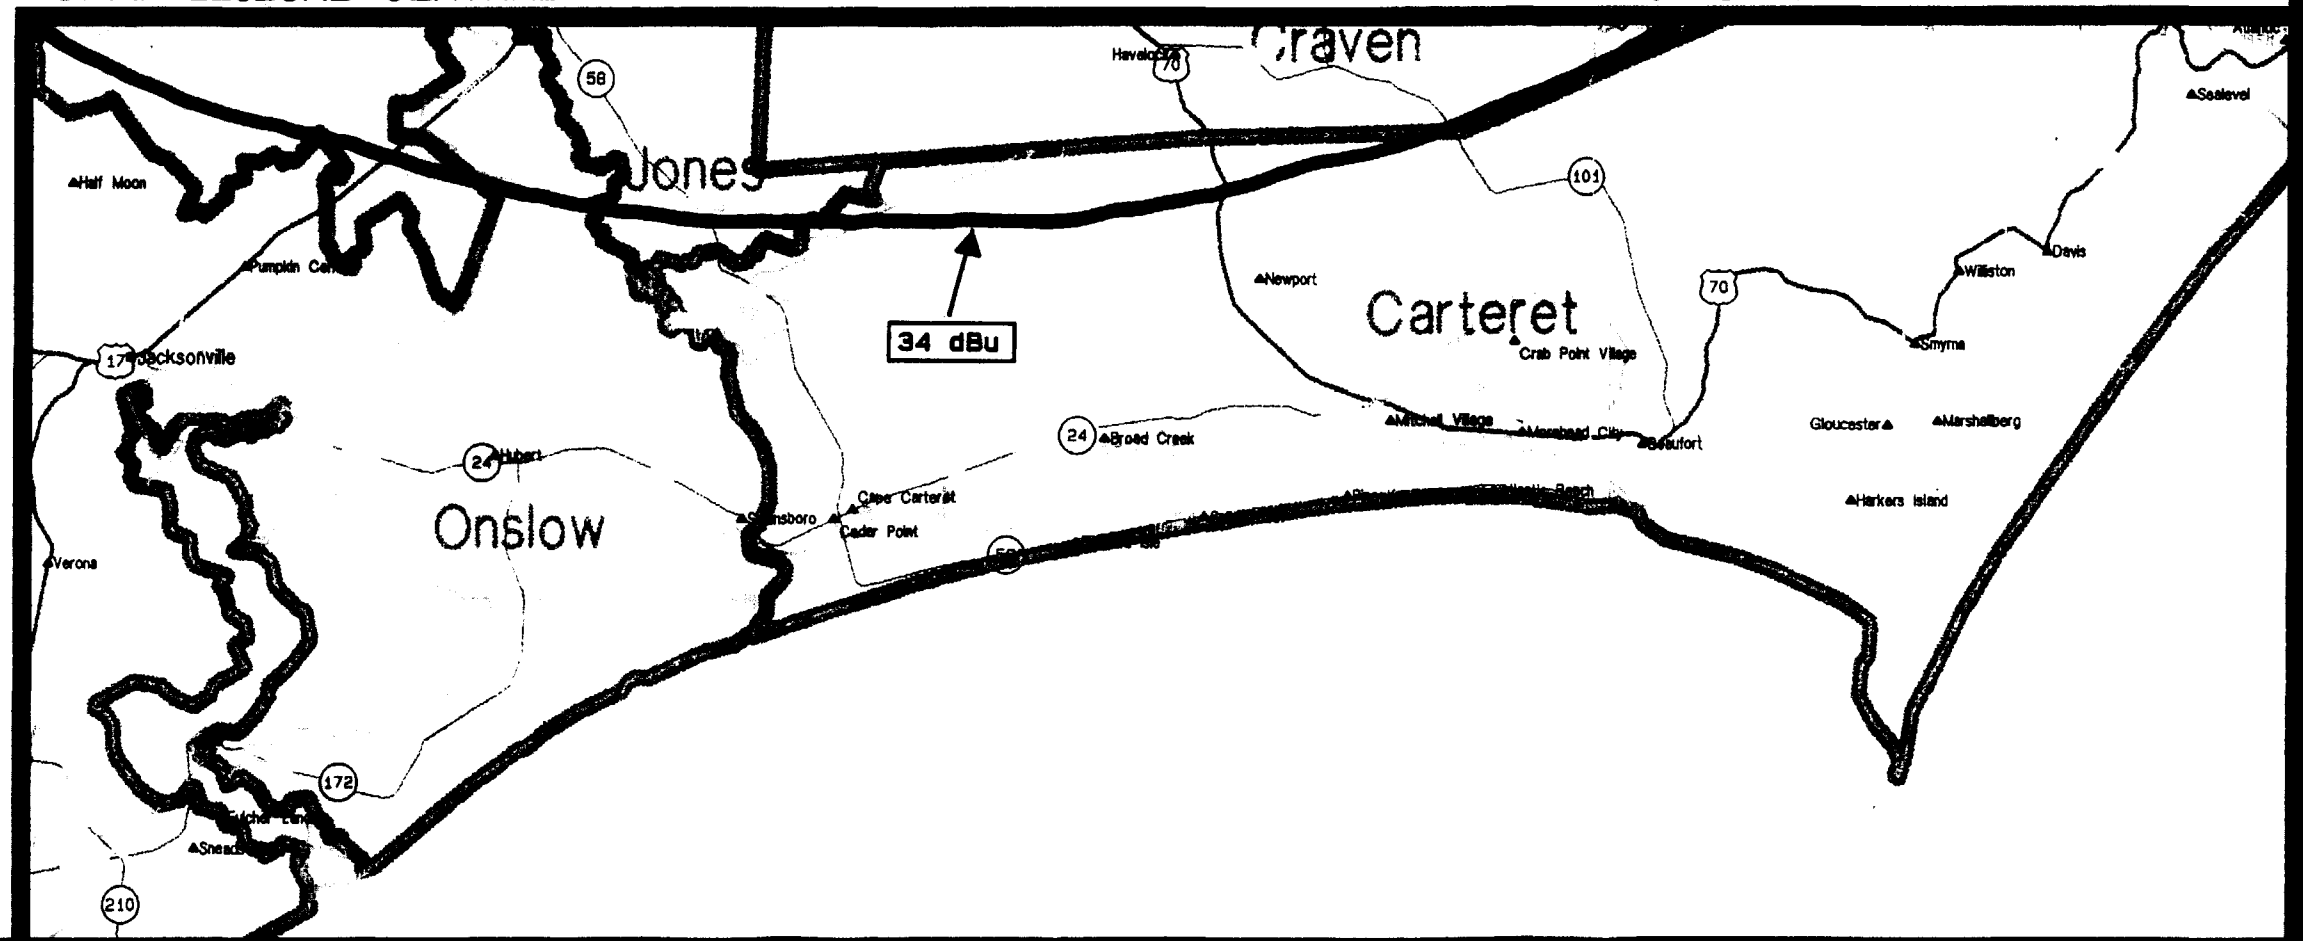 Craven
Havelock
70
58
Sealevel
Jones
101
Half Moon
Davis
Pumpkin Cen
Williston
Newport
70
Carteret
34 dBu
Smyrna
Crab Point Village
17
Jacksonville
Mitchell Village
Gloucester
Marshallberg
Morehead City
24
Broad Creek
Beaufort
24
Hubert
Cape Carteret
Harkers Island
Onslow
Cedar Point
Verona
172
Sneads
210